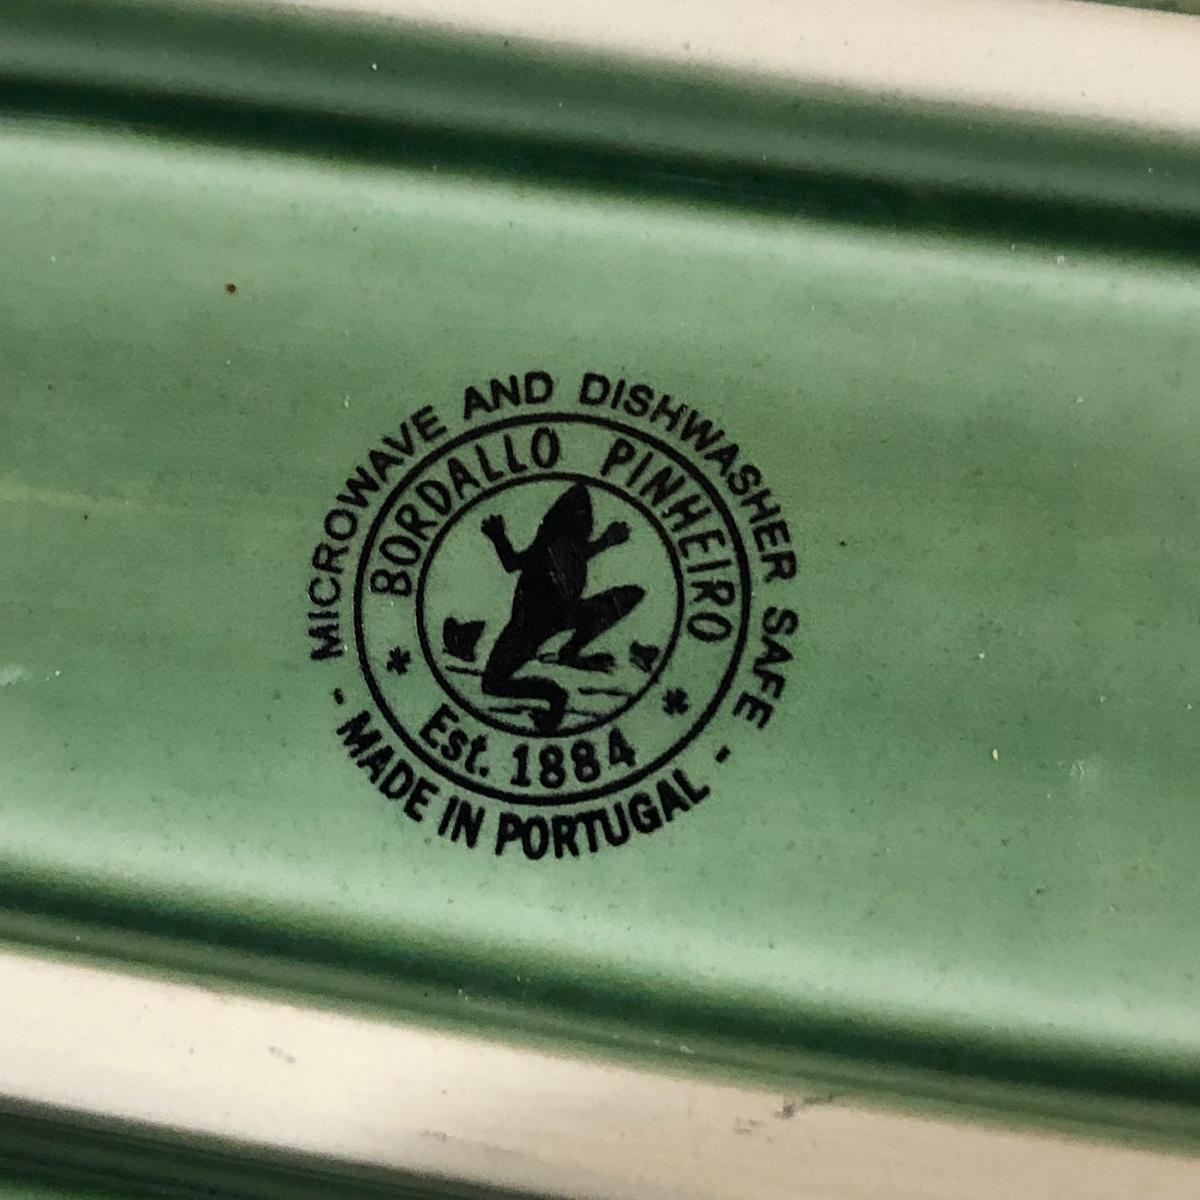 MICROWAVE AND DISHWASHER SAFE
- MADE IN PORTUGAL -
BORDALLO PINHEIRO
* Est. 1884 *